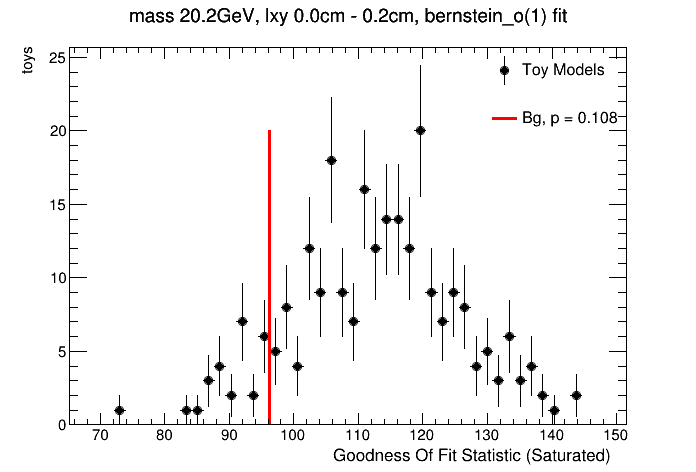 mass 20.2GeV, lxy 0.0cm - 0.2cm, bernstein_o(1) fit
toys
25
20
15
10
5
0
Toy Models
Bg, p = 0.108
70 80 90 100 110 120 130 140 150
Goodness Of Fit Statistic (Saturated)